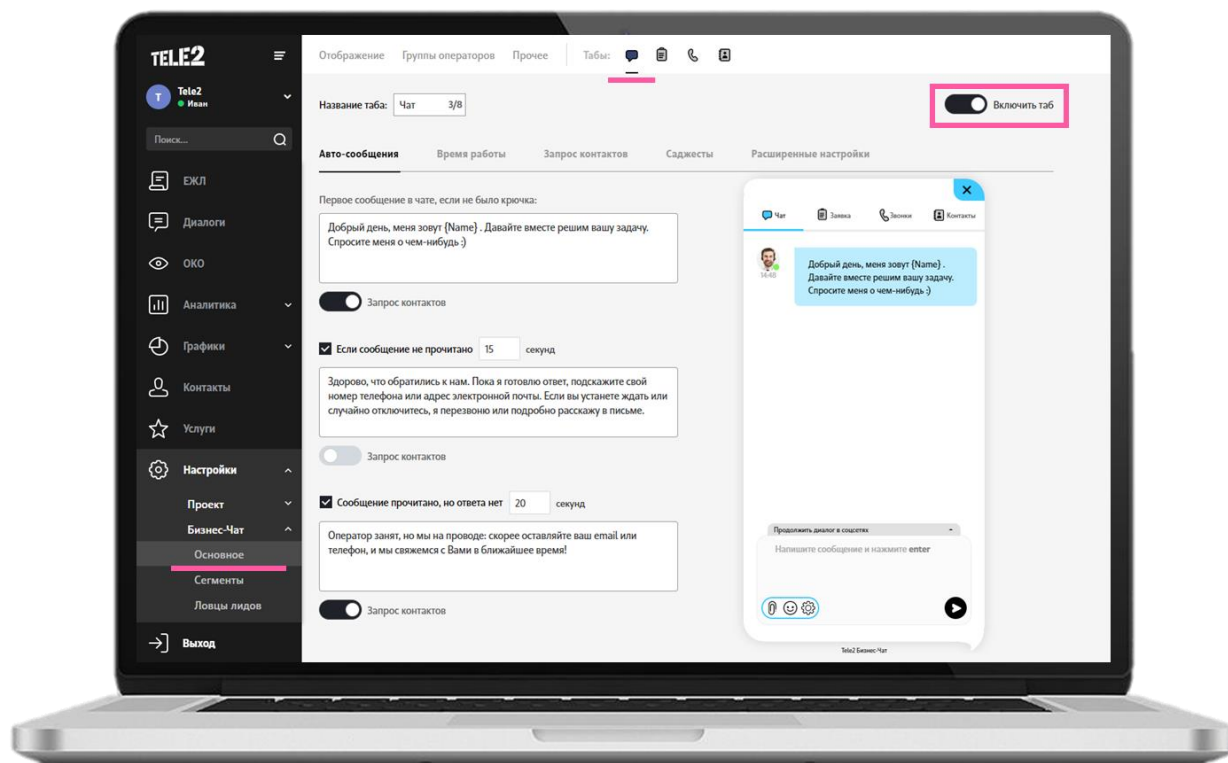 TELE2
Отображение Группы операторов Прочее Табы:
T Tele2
Иван
Название таба: Чат 3/8
Включить таб
Поиск...
Авто-сообщения Время работы Запрос контактов Саджесты Расширенные настройки
ЕЖЛ
Диалоги
ОКО
Аналитика
Графики
Контакты
Услуги
Настройки
Проект
Бизнес-Чат
Основное
Сегменты
Ловцы лидов
Выход
Первое сообщение в чате, если не было крючка:
Добрый день, меня зовут {Name} . Давайте вместе решим вашу задачу.
Спросите меня о чем-нибудь :)
Запрос контактов
Если сообщение не прочитано 15 секунд
Здорово, что обратились к нам. Пока я готовлю ответ, подскажите свой
номер телефона или адрес электронной почты. Если вы устанете ждать или
случайно отключитесь, я перезвоню или подробно расскажу в письме.
Запрос контактов
Сообщение прочитано, но ответа нет 20 секунд
Оператор занят, но мы на проводе: скорее оставляйте ваш email или
телефон, и мы свяжемся с Вами в ближайшее время!
Запрос контактов
Чат Заявка Звонки Контакты
Добрый день, меня зовут {Name} .
Давайте вместе решим вашу задачу.
Спросите меня о чем-нибудь :)
14:48
Продолжить диалог в соцсетях
Напишите сообщение и нажмите enter
Tele2 Бизнес-Чат